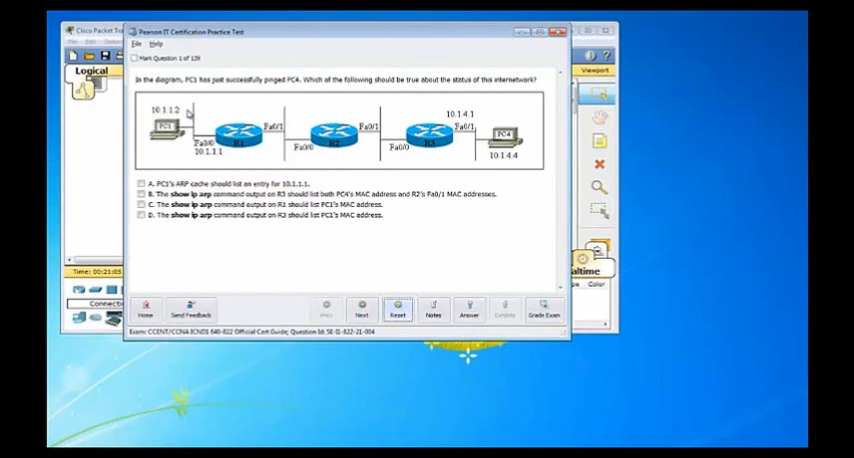 Cisco Packet Tra
Pearson IT Certification Practice Test
File Help
Mark Question 1 of 139
Logical
Viewport
In the diagram, PC1 has just successfully pinged PC4. Which of the following should be true about the status of this internetwork?
10.1.1.2
PC1
Fa0/0
10.1.1.1
R1
Fa0/1
Fa0/0
R2
Fa0/1
Fa0/0
R3
10.1.4.1
Fa0/1
PC4
10.1.4.4
A. PC1's ARP cache should list an entry for 10.1.1.1.
B. The show ip arp command output on R3 should list both PC4's MAC address and R2's Fa0/1 MAC addresses.
C. The show ip arp command output on R1 should list PC1's MAC address.
D. The show ip arp command output on R3 should list PC1's MAC address.
Time: 00:21:05
altime
Connecti
Color
Home
Send Feedback
Prev
Next
Reset
Notes
Answer
Exhibits
Grade Exam
Exam: CCENT/CCNA ICND1 640-822 Official Cert Guide; Question Id: SE-I1-822-21-004